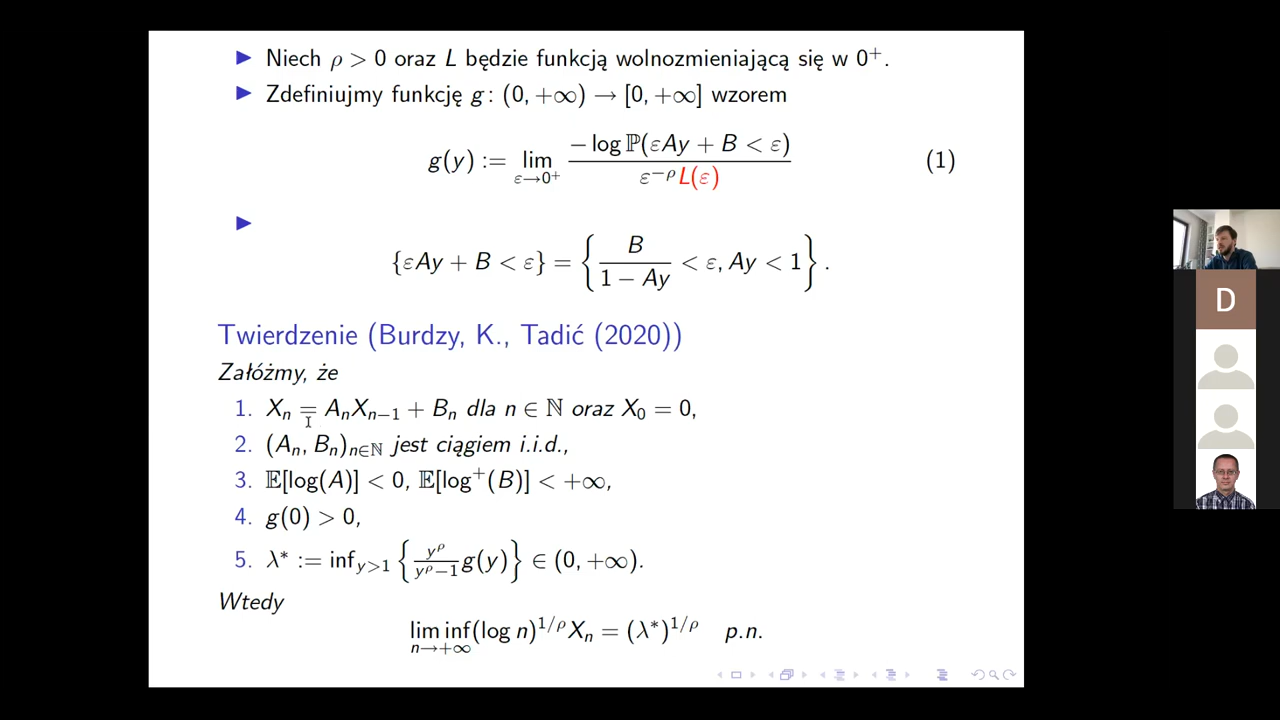 ▶ Niech ρ > 0 oraz L będzie funkcją wolnozmieniającą się w 0⁺.
▶ Zdefiniujmy funkcję g: (0, +∞) → [0, +∞] wzorem
g(y) := lim_{ε→0⁺} (− log ℙ(εAy + B < ε)) / (ε^{−ρ} L(ε)) (1)
▶
{εAy + B < ε} = { B / (1 − Ay) < ε, Ay < 1 }.
Twierdzenie (Burdzy, K., Tadić (2020))
Załóżmy, że
1. Xₙ = AₙXₙ₋₁ + Bₙ dla n ∈ ℕ oraz X₀ = 0,
2. (Aₙ, Bₙ)_{n∈ℕ} jest ciągiem i.i.d.,
3. 𝔼[log(A)] < 0, 𝔼[log⁺(B)] < +∞,
4. g(0) > 0,
5. λ* := inf_{y>1} { y^ρ / (y^ρ − 1) g(y) } ∈ (0, +∞).
Wtedy
lim inf_{n→+∞} (log n)^{1/ρ} Xₙ = (λ*)^{1/ρ} p.n.
D